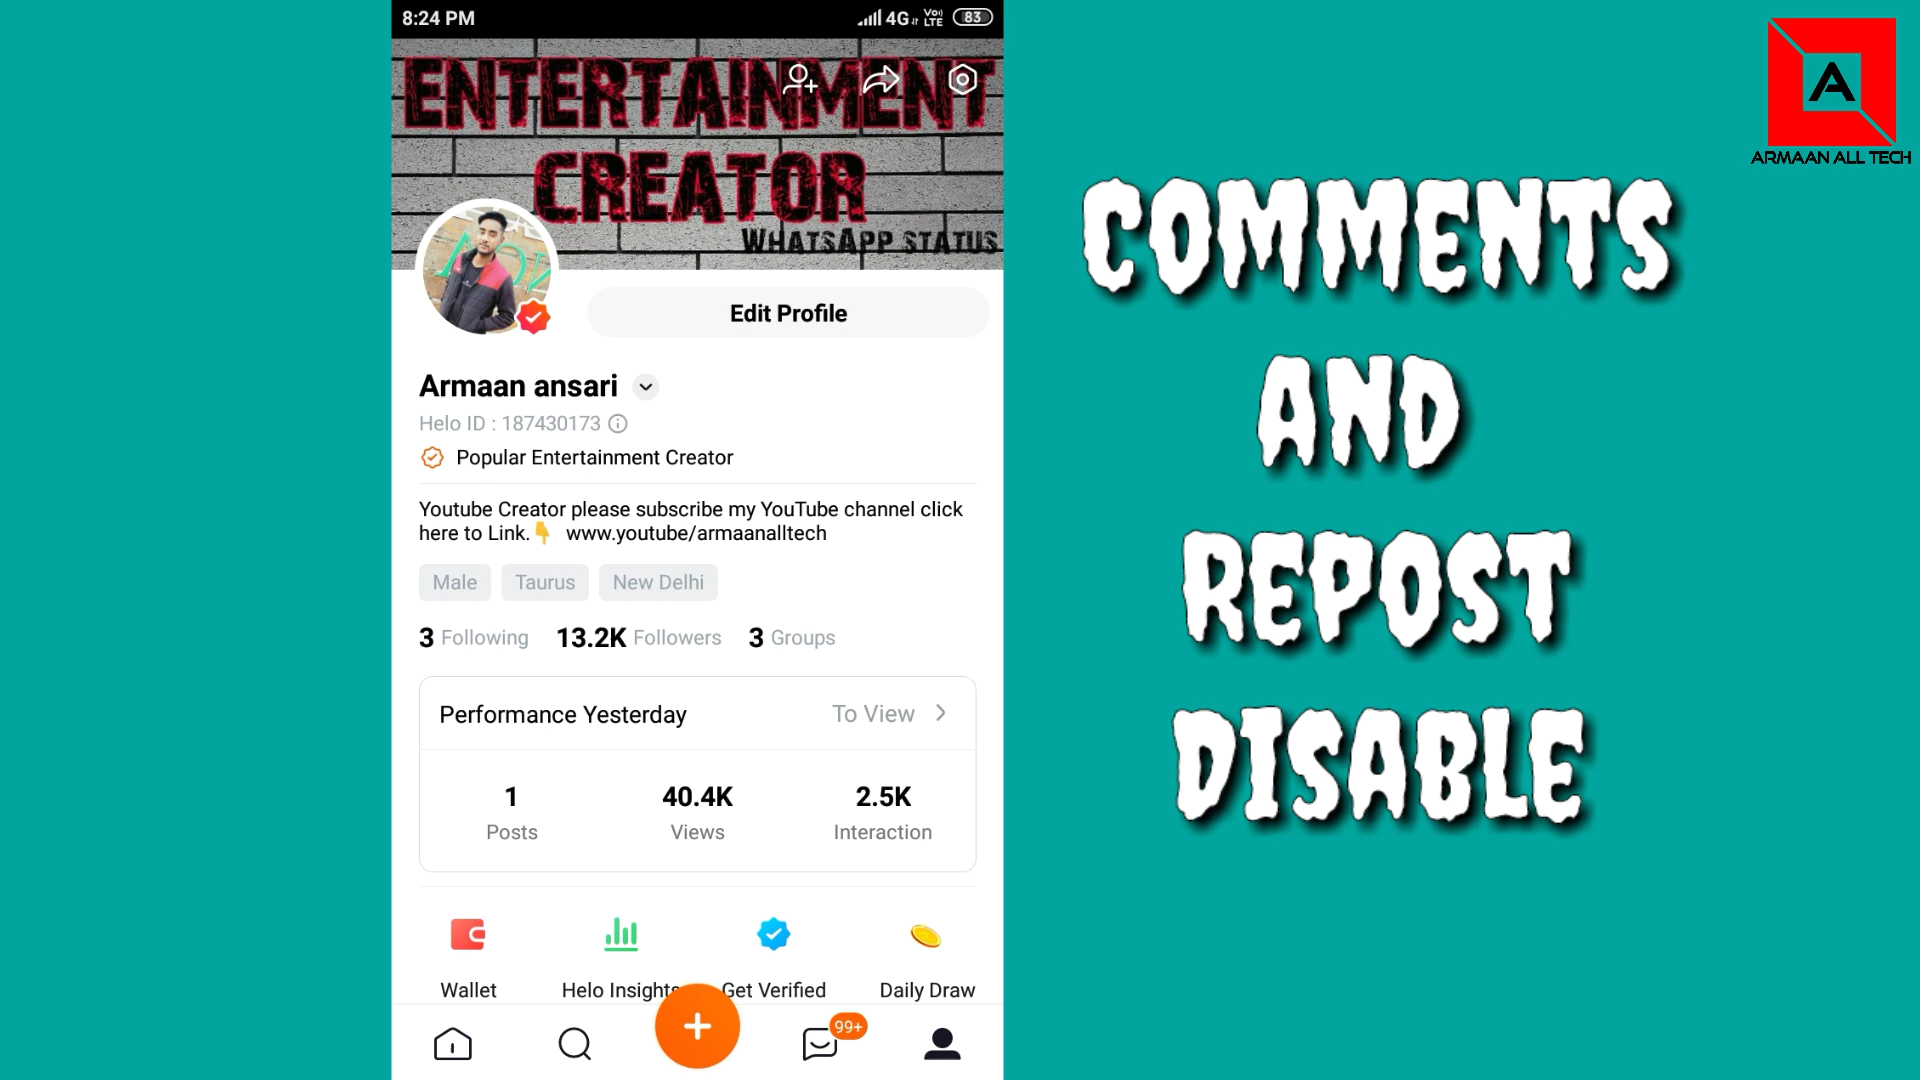 8:24 PM
4G Vo) LTE 83
ENTERTAINMENT
CREATOR
WHATSAPP STATUS
Edit Profile
Armaan ansari
Helo ID : 187430173
Popular Entertainment Creator
Youtube Creator please subscribe my YouTube channel click
here to Link.👇 www.youtube/armaanalltech
Male Taurus New Delhi
3 Following 13.2K Followers 3 Groups
Performance Yesterday To View
1 40.4K 2.5K
Posts Views Interaction
Wallet Helo Insights Get Verified Daily Draw
99+
A
ARMAAN ALL TECH
COMMENTS
AND
REPOST
DISABLE